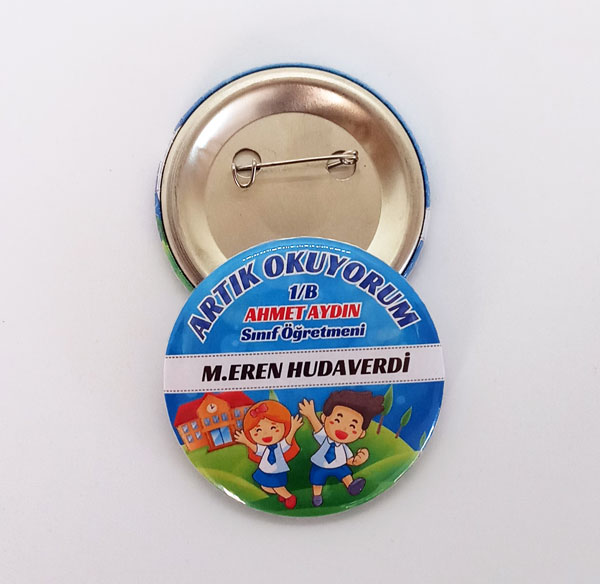 ARTIK OKUYORUM
1/B
AHMET AYDIN
Sınıf Öğretmeni
M.EREN HUDAVERDİ